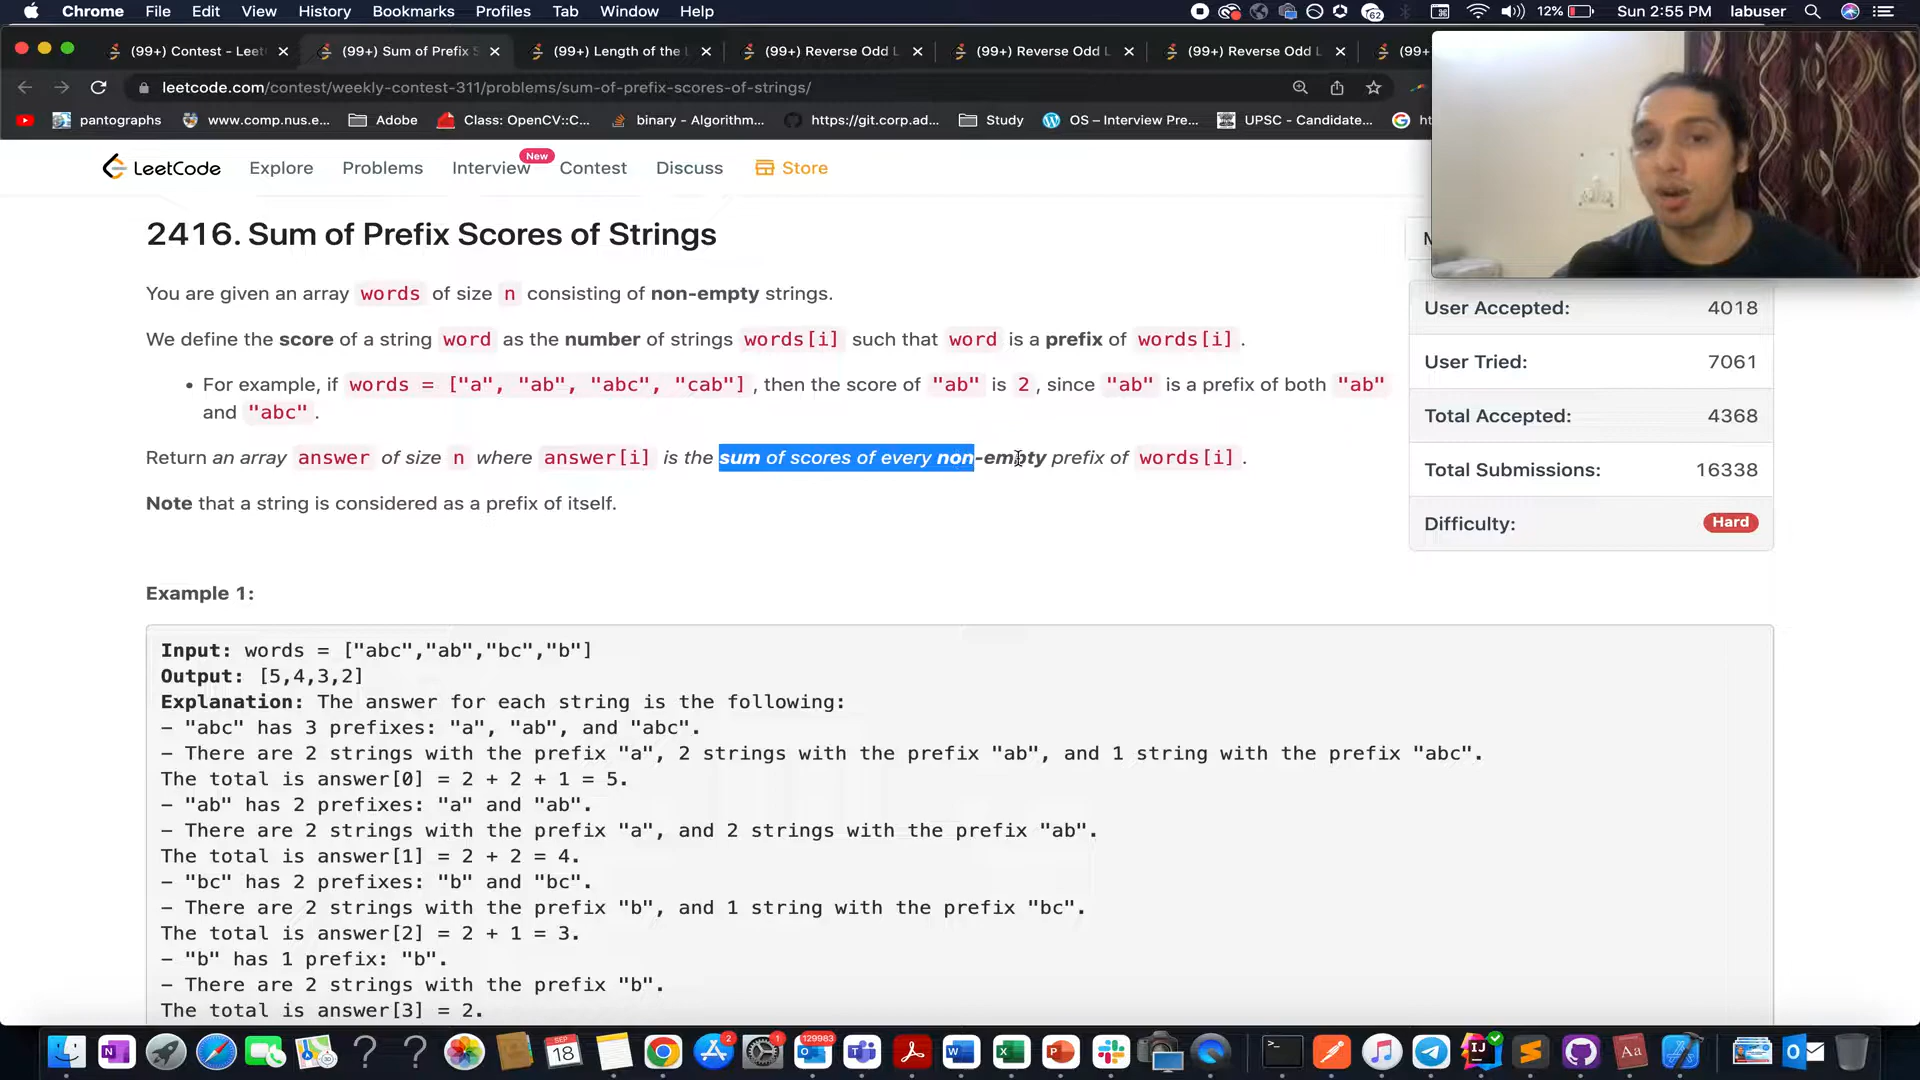 Chrome File Edit View History Bookmarks Profiles Tab Window Help 62 12% Sun 2:55 PM labuser
(99+) Contest - Leet (99+) Sum of Prefix S (99+) Length of the L (99+) Reverse Odd L (99+) Reverse Odd L (99+) Reverse Odd L (99+
leetcode.com/contest/weekly-contest-311/problems/sum-of-prefix-scores-of-strings/
pantographs www.comp.nus.e... Adobe Class: OpenCV::C... binary - Algorithm... https://git.corp.ad... Study OS – Interview Pre... UPSC - Candidate...
LeetCode Explore Problems Interview New Contest Discuss Store
2416. Sum of Prefix Scores of Strings
You are given an array words of size n consisting of non-empty strings.
We define the score of a string word as the number of strings words[i] such that word is a prefix of words[i].
• For example, if words = ["a", "ab", "abc", "cab"], then the score of "ab" is 2, since "ab" is a prefix of both "ab"
and "abc".
Return an array answer of size n where answer[i] is the sum of scores of every non-empty prefix of words[i].
Note that a string is considered as a prefix of itself.
User Accepted: 4018
User Tried: 7061
Total Accepted: 4368
Total Submissions: 16338
Difficulty: Hard
Example 1:
Input: words = ["abc","ab","bc","b"]
Output: [5,4,3,2]
Explanation: The answer for each string is the following:
- "abc" has 3 prefixes: "a", "ab", and "abc".
- There are 2 strings with the prefix "a", 2 strings with the prefix "ab", and 1 string with the prefix "abc".
The total is answer[0] = 2 + 2 + 1 = 5.
- "ab" has 2 prefixes: "a" and "ab".
- There are 2 strings with the prefix "a", and 2 strings with the prefix "ab".
The total is answer[1] = 2 + 2 = 4.
- "bc" has 2 prefixes: "b" and "bc".
- There are 2 strings with the prefix "b", and 1 string with the prefix "bc".
The total is answer[2] = 2 + 1 = 3.
- "b" has 1 prefix: "b".
- There are 2 strings with the prefix "b".
The total is answer[3] = 2.
SEP 18 2 1 129983